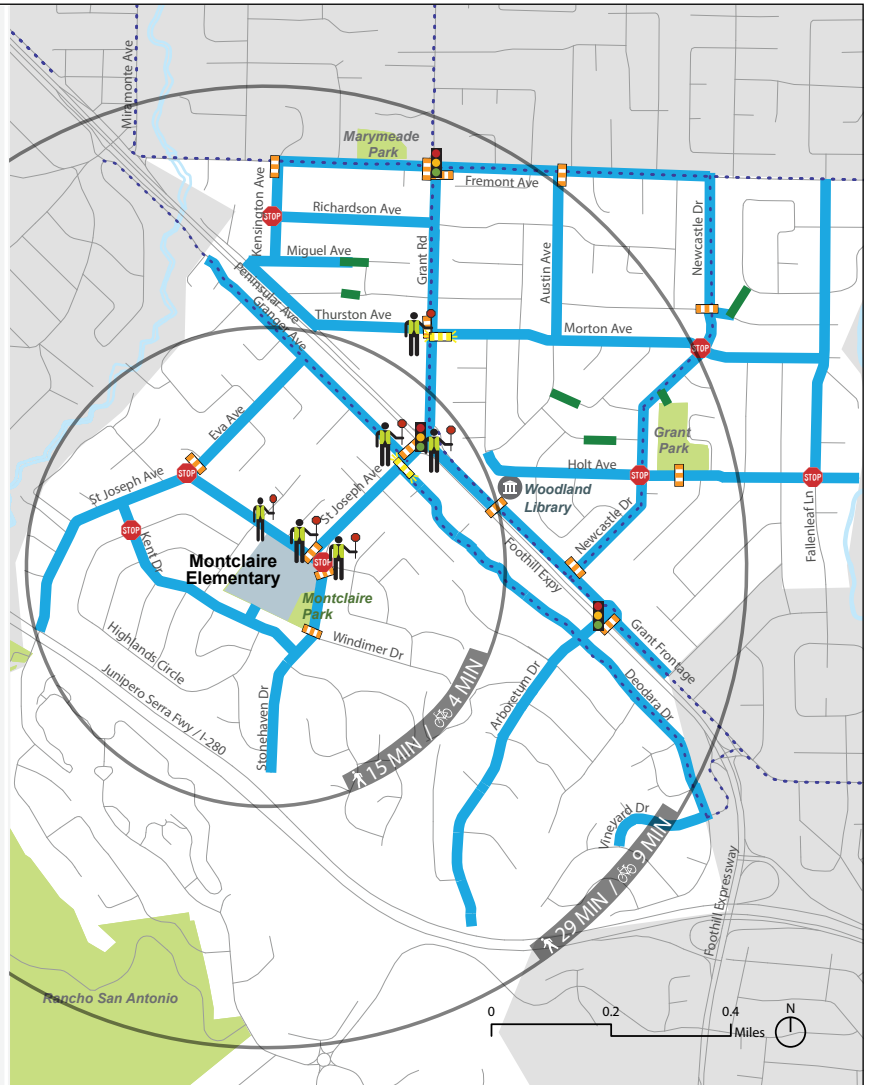 Miramonte Ave
Marymeade
Park
Fremont Ave
Kensington Ave
STOP
Richardson Ave
Grant Rd
Miguel Ave
Austin Ave
Newcastle Dr
Peninsular Ave
Granger Ave
Thurston Ave
Morton Ave
STOP
Eva Ave
Grant
Park
St Joseph Ave
STOP
St Joseph Ave
Holt Ave
STOP
STOP
Woodland
Library
Newcastle Dr
Fallenleaf Ln
STOP
Kent Dr
Montclaire
Elementary
STOP
Foothill Expy
Montclaire
Park
Windimer Dr
Grant Frontage
Highlands Circle
Junipero Serra Fwy / I-280
Stonehaven Dr
Arboretum Dr
Deodara Dr
15 MIN / 4 MIN
Vineyard Dr
29 MIN / 9 MIN
Foothill Expressway
Rancho San Antonio
0 0.2 0.4
Miles
N